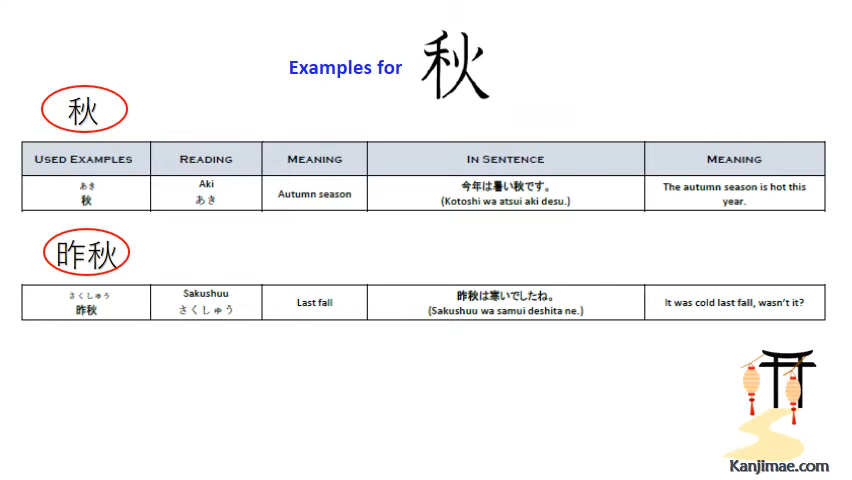 Examples for 秋
秋
USED EXAMPLES READING MEANING IN SENTENCE MEANING
あき
秋
Aki
あき
Autumn season
今年は暑い秋です。
(Kotoshi wa atsui aki desu.)
The autumn season is hot this
year.
昨秋
さくしゅう
昨秋
Sakushuu
さくしゅう
Last fall
昨秋は寒いでしたね。
(Sakushuu wa samui deshita ne.)
It was cold last fall, wasn't it?
Kanjimae.com